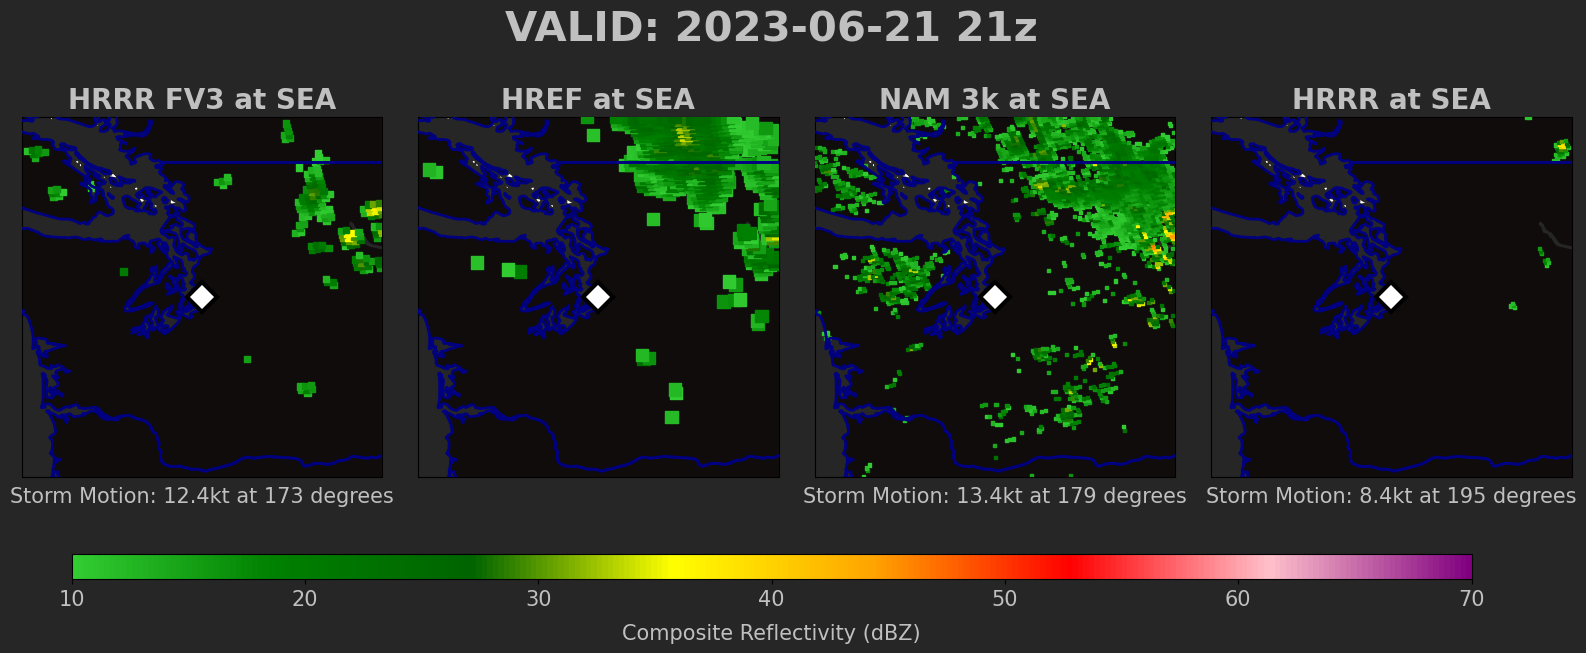 VALID: 2023-06-21 21z
HRRR FV3 at SEA
HREF at SEA
NAM 3k at SEA
HRRR at SEA
Storm Motion: 12.4kt at 173 degrees
Storm Motion: 13.4kt at 179 degrees
Storm Motion: 8.4kt at 195 degrees
10 20 30 40 50 60 70
Composite Reflectivity (dBZ)